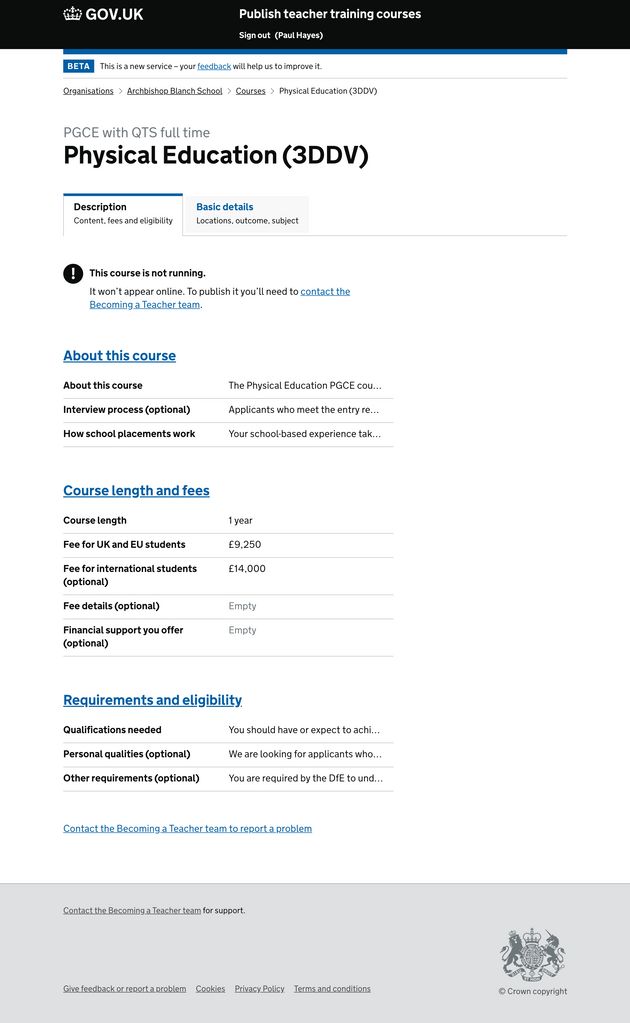 GOV.UK
Publish teacher training courses
Sign out (Paul Hayes)
BETA This is a new service – your feedback will help us to improve it.
Organisations > Archbishop Blanch School > Courses > Physical Education (3DDV)
PGCE with QTS full time
Physical Education (3DDV)
Description
Content, fees and eligibility
Basic details
Locations, outcome, subject
! This course is not running.
It won't appear online. To publish it you'll need to contact the
Becoming a Teacher team.
About this course
About this course The Physical Education PGCE cou...
Interview process (optional) Applicants who meet the entry re...
How school placements work Your school-based experience tak...
Course length and fees
Course length 1 year
Fee for UK and EU students £9,250
Fee for international students £14,000
(optional)
Fee details (optional) Empty
Financial support you offer Empty
(optional)
Requirements and eligibility
Qualifications needed You should have or expect to achi...
Personal qualities (optional) We are looking for applicants who...
Other requirements (optional) You are required by the DfE to und...
Contact the Becoming a Teacher team to report a problem
Contact the Becoming a Teacher team for support.
Give feedback or report a problem Cookies Privacy Policy Terms and conditions
© Crown copyright